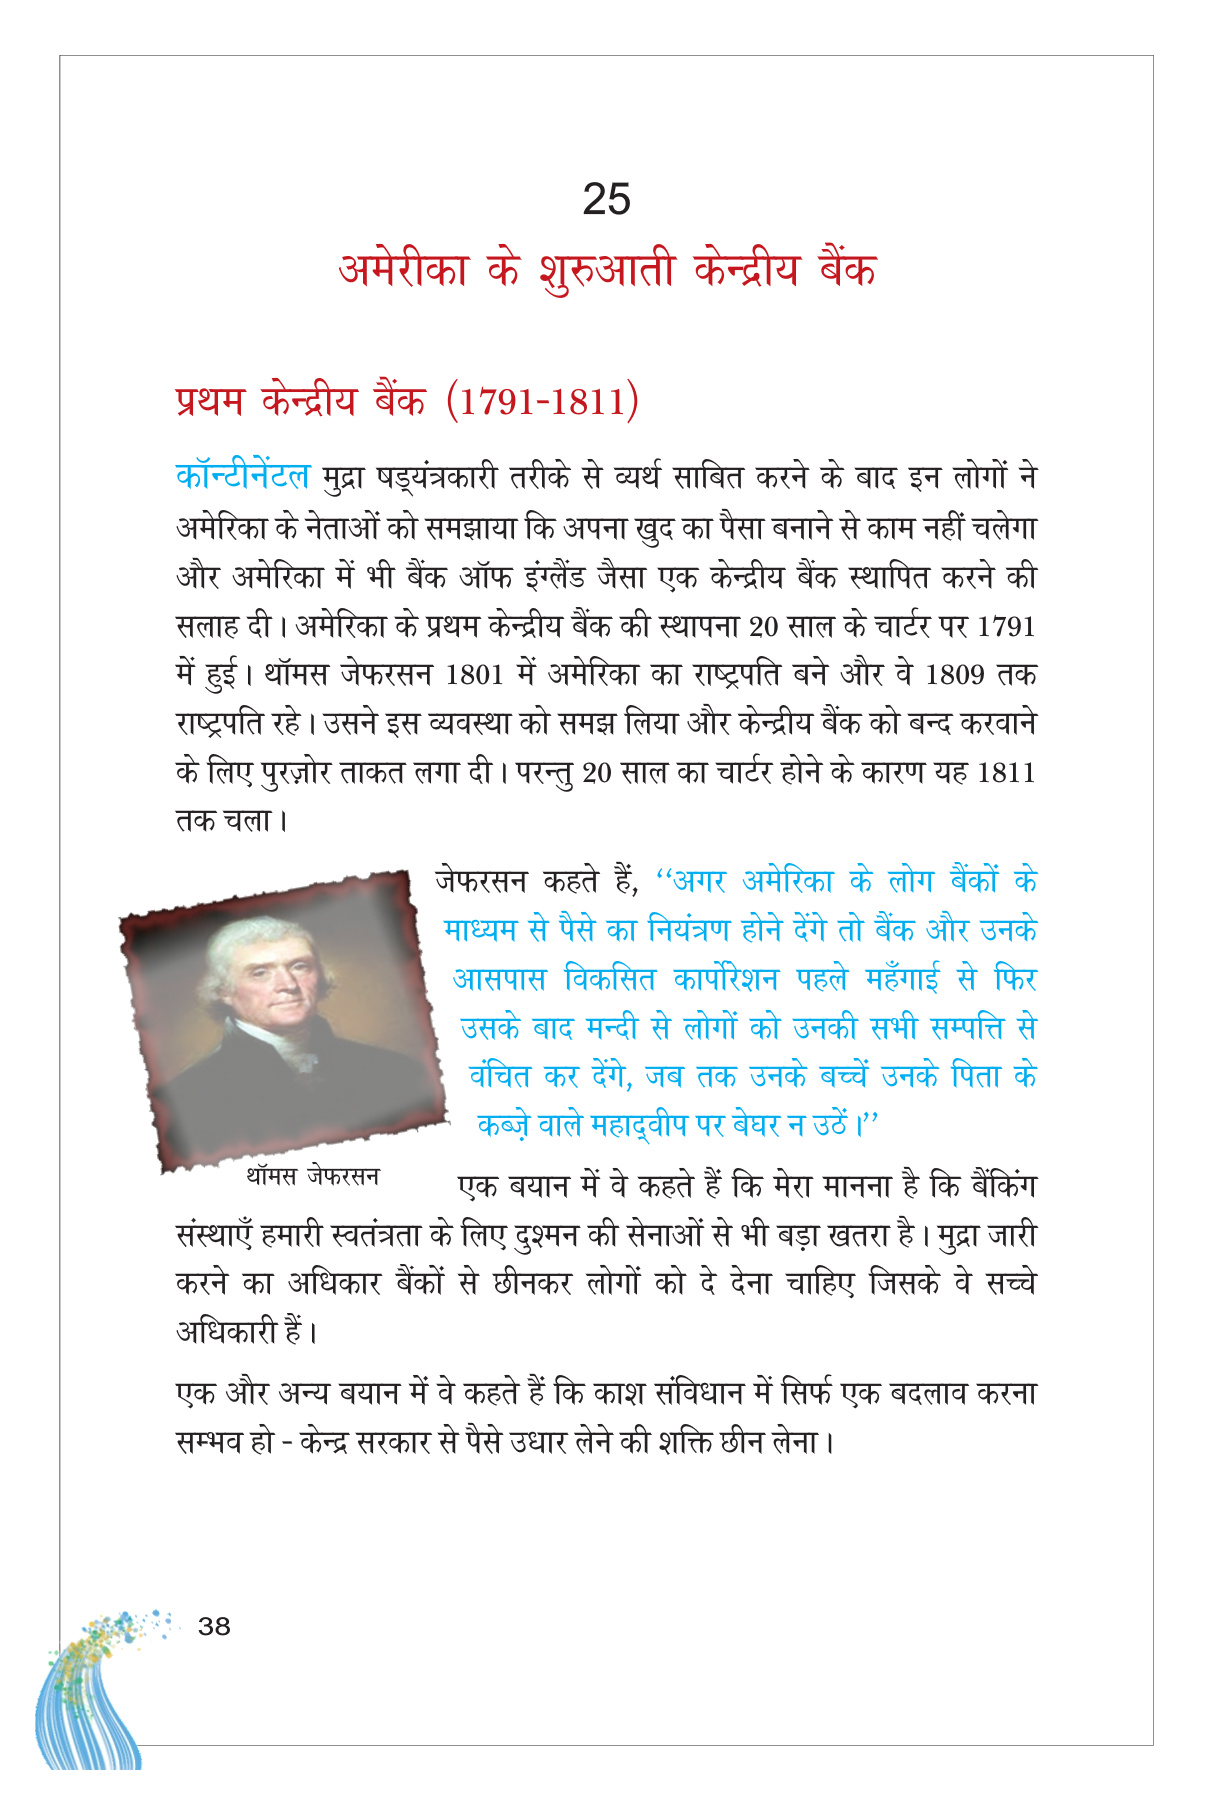 25
अमेरीका के शुरुआती केन्द्रीय बैंक
प्रथम केन्द्रीय बैंक (1791-1811)
कॉन्टीनेंटल मुद्रा षड्यंत्रकारी तरीके से व्यर्थ साबित करने के बाद इन लोगों ने
अमेरिका के नेताओं को समझाया कि अपना खुद का पैसा बनाने से काम नहीं चलेगा
और अमेरिका में भी बैंक ऑफ इंग्लैंड जैसा एक केन्द्रीय बैंक स्थापित करने की
सलाह दी। अमेरिका के प्रथम केन्द्रीय बैंक की स्थापना 20 साल के चार्टर पर 1791
में हुई। थॉमस जेफरसन 1801 में अमेरिका का राष्ट्रपति बने और वे 1809 तक
राष्ट्रपति रहे। उसने इस व्यवस्था को समझ लिया और केन्द्रीय बैंक को बन्द करवाने
के लिए पुरज़ोर ताकत लगा दी। परन्तु 20 साल का चार्टर होने के कारण यह 1811
तक चला।
जेफरसन कहते हैं, ‘‘अगर अमेरिका के लोग बैंकों के
माध्यम से पैसे का नियंत्रण होने देंगे तो बैंक और उनके
आसपास विकसित कार्पोरेशन पहले महँगाई से फिर
उसके बाद मन्दी से लोगों को उनकी सभी सम्पत्ति से
वंचित कर देंगे, जब तक उनके बच्चें उनके पिता के
कब्ज़े वाले महाद्वीप पर बेघर न उठें।’’
थॉमस जेफरसन
एक बयान में वे कहते हैं कि मेरा मानना है कि बैंकिंग
संस्थाएँ हमारी स्वतंत्रता के लिए दुश्मन की सेनाओं से भी बड़ा खतरा है। मुद्रा जारी
करने का अधिकार बैंकों से छीनकर लोगों को दे देना चाहिए जिसके वे सच्चे
अधिकारी हैं।
एक और अन्य बयान में वे कहते हैं कि काश संविधान में सिर्फ एक बदलाव करना
सम्भव हो - केन्द्र सरकार से पैसे उधार लेने की शक्ति छीन लेना।
38